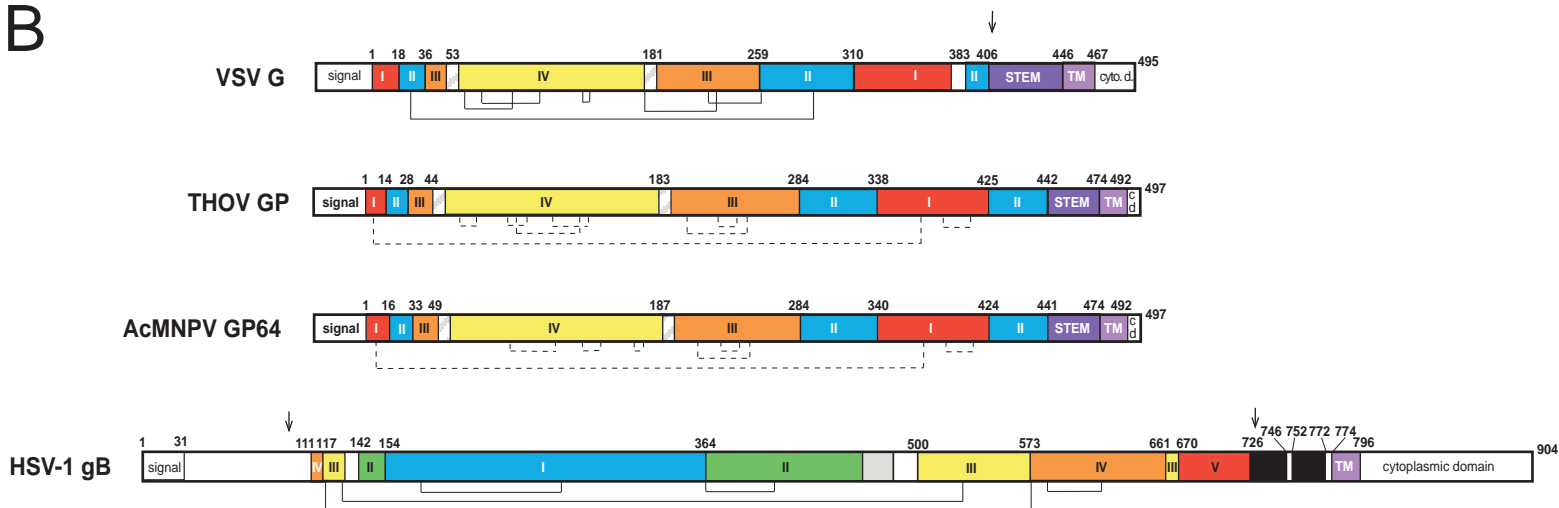 B
1 18 36 53 181 259 310 383 406 446 467 495
VSV G signal I II III IV III II I II STEM TM cyto. d.
1 14 28 44 183 284 338 425 442 474 492 497
THOV GP signal I II III IV III II I II STEM TM c d
1 16 33 49 187 284 340 424 441 474 492 497
AcMNPV GP64 signal I II III IV III II I II STEM TM c d
1 31 111 117 142 154 364 500 573 661 670 726 746 752 772 774 796 904
HSV-1 gB signal IV III II I II III IV III V TM cytoplasmic domain